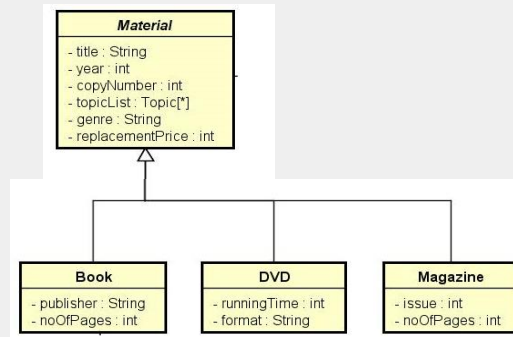 Material
- title : String
- year : int
- copyNumber : int
- topicList : Topic[*]
- genre : String
- replacementPrice : int
Book
- publisher : String
- noOfPages : int
DVD
- runningTime : int
- format : String
Magazine
- issue : int
- noOfPages : int